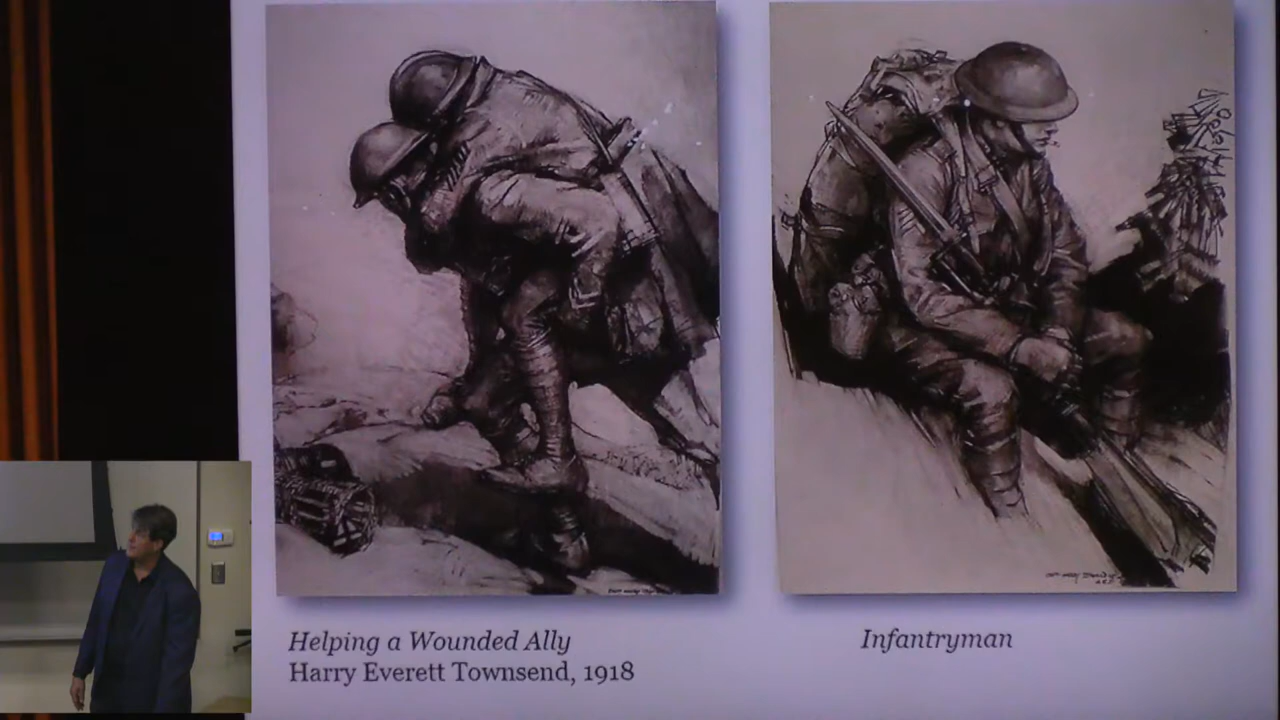 Helping a Wounded Ally
Harry Everett Townsend, 1918
Infantryman